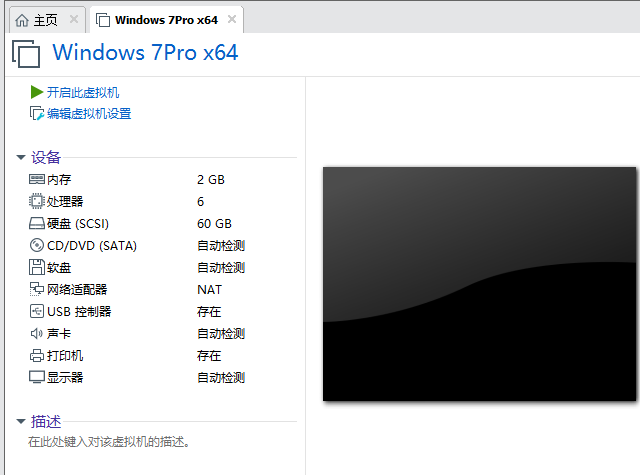 主页
Windows 7Pro x64
Windows 7Pro x64
开启此虚拟机
编辑虚拟机设置
设备
内存 2 GB
处理器 6
硬盘 (SCSI) 60 GB
CD/DVD (SATA) 自动检测
软盘 自动检测
网络适配器 NAT
USB 控制器 存在
声卡 自动检测
打印机 存在
显示器 自动检测
描述
在此处键入对该虚拟机的描述。